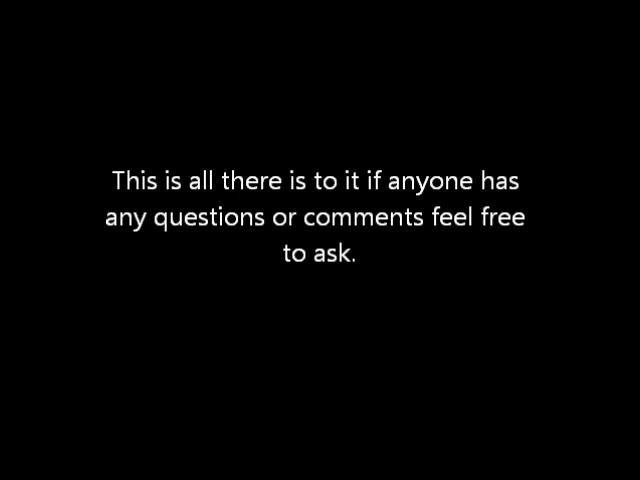 This is all there is to it if anyone has
any questions or comments feel free
to ask.